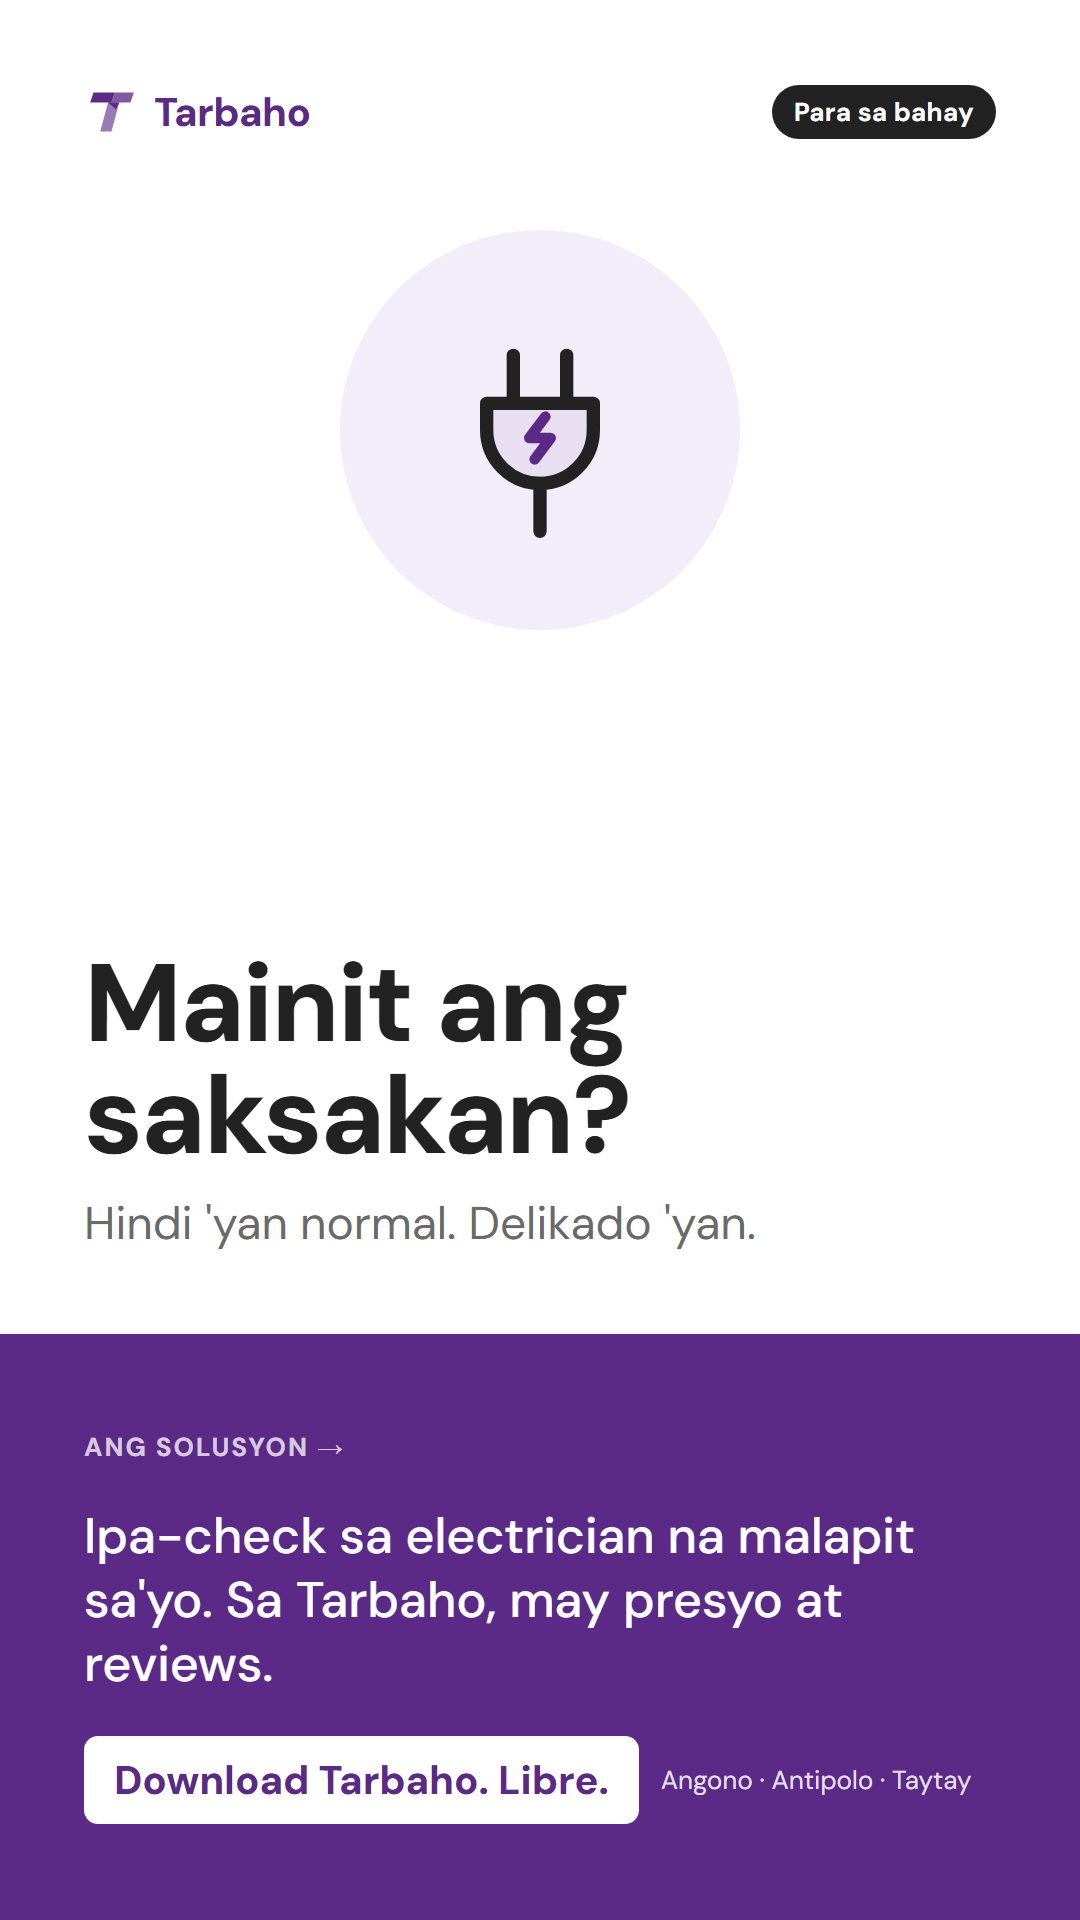 Tarbaho
Para sa bahay
Mainit ang
saksakan?
Hindi 'yan normal. Delikado 'yan.
ANG SOLUSYON →
Ipa-check sa electrician na malapit
sa'yo. Sa Tarbaho, may presyo at
reviews.
Download Tarbaho. Libre.
Angono · Antipolo · Taytay